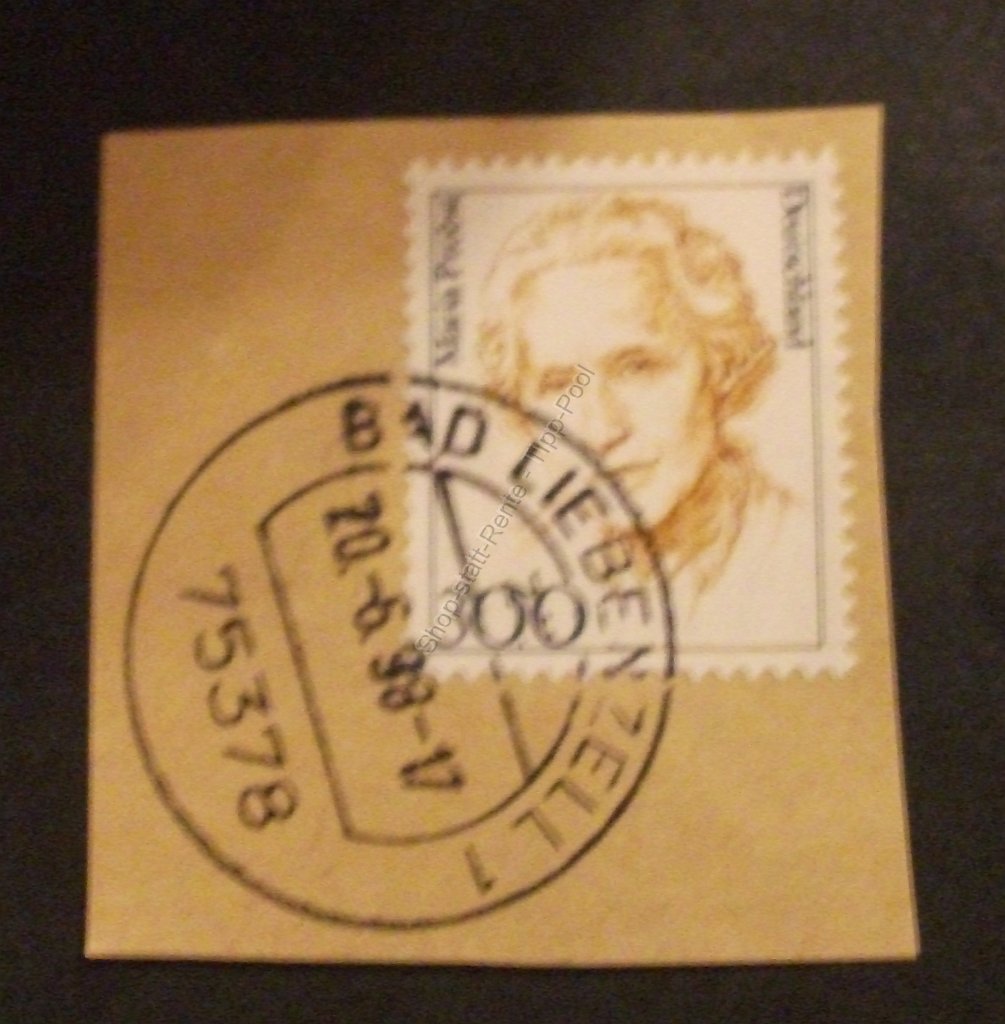 Maria Probst
Deutschland
300
BAD LIEBENZELL 1
20.-6.98-17
75378
Shop-statt-Rente - Tipp-Pool